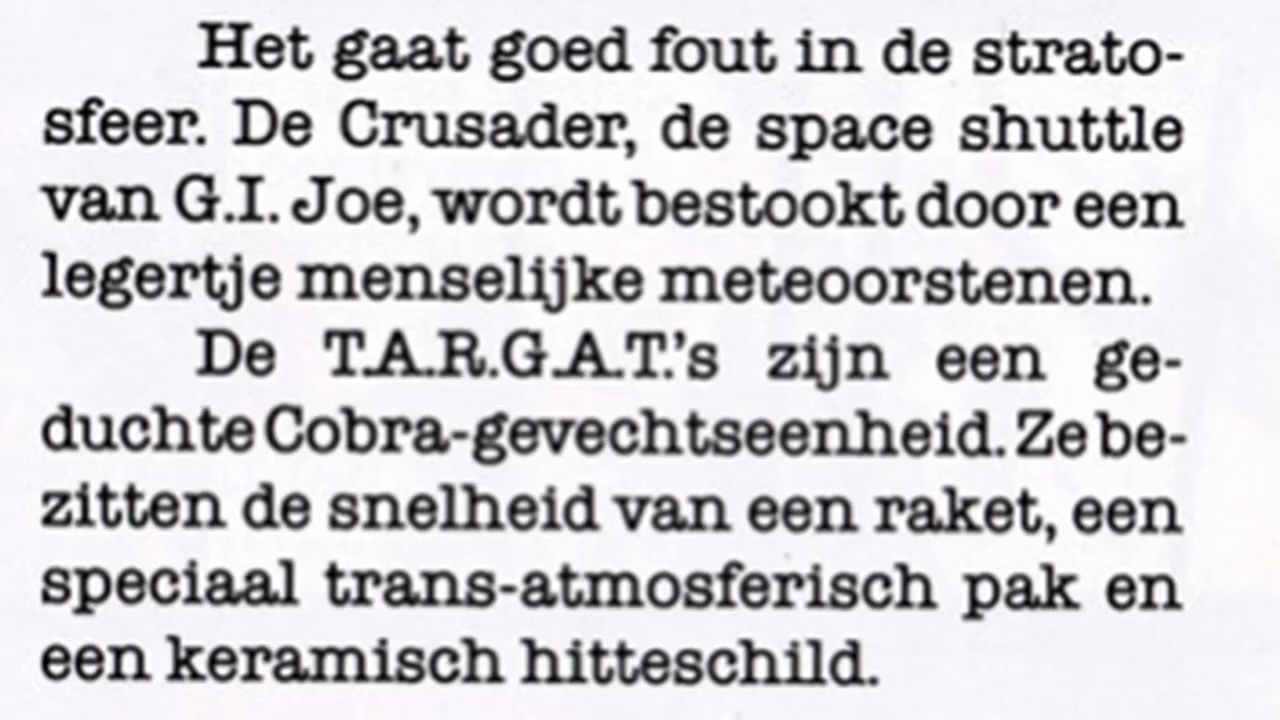 Het gaat goed fout in de strato-
sfeer. De Crusader, de space shuttle
van G.I. Joe, wordt bestookt door een
legertje menselijke meteoorstenen.
De T.A.R.G.A.T.'s zijn een ge-
duchte Cobra-gevechtseenheid. Ze be-
zitten de snelheid van een raket, een
speciaal trans-atmosferisch pak en
een keramisch hitteschild.